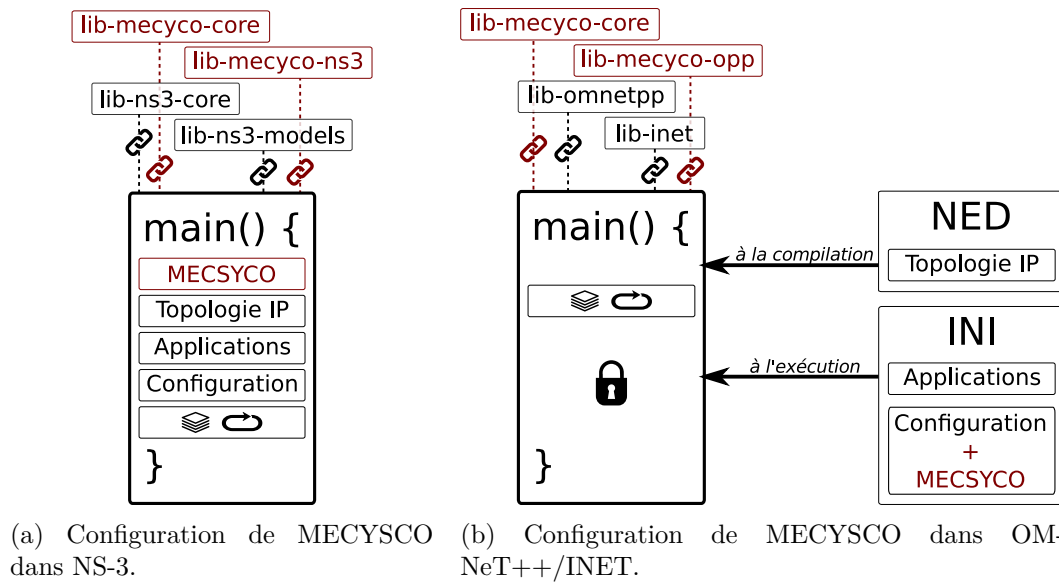 lib-mecyco-core
lib-mecyco-ns3
lib-ns3-core
lib-ns3-models
main() {
MECSYCO
Topologie IP
Applications
Configuration
}
(a) Configuration de MECYSCO
dans NS-3.
lib-mecyco-core
lib-mecyco-opp
lib-omnetpp
lib-inet
main() {
}
à la compilation
à l'exécution
NED
Topologie IP
INI
Applications
Configuration
+
MECSYCO
(b) Configuration de MECYSCO dans OM-
NeT++/INET.